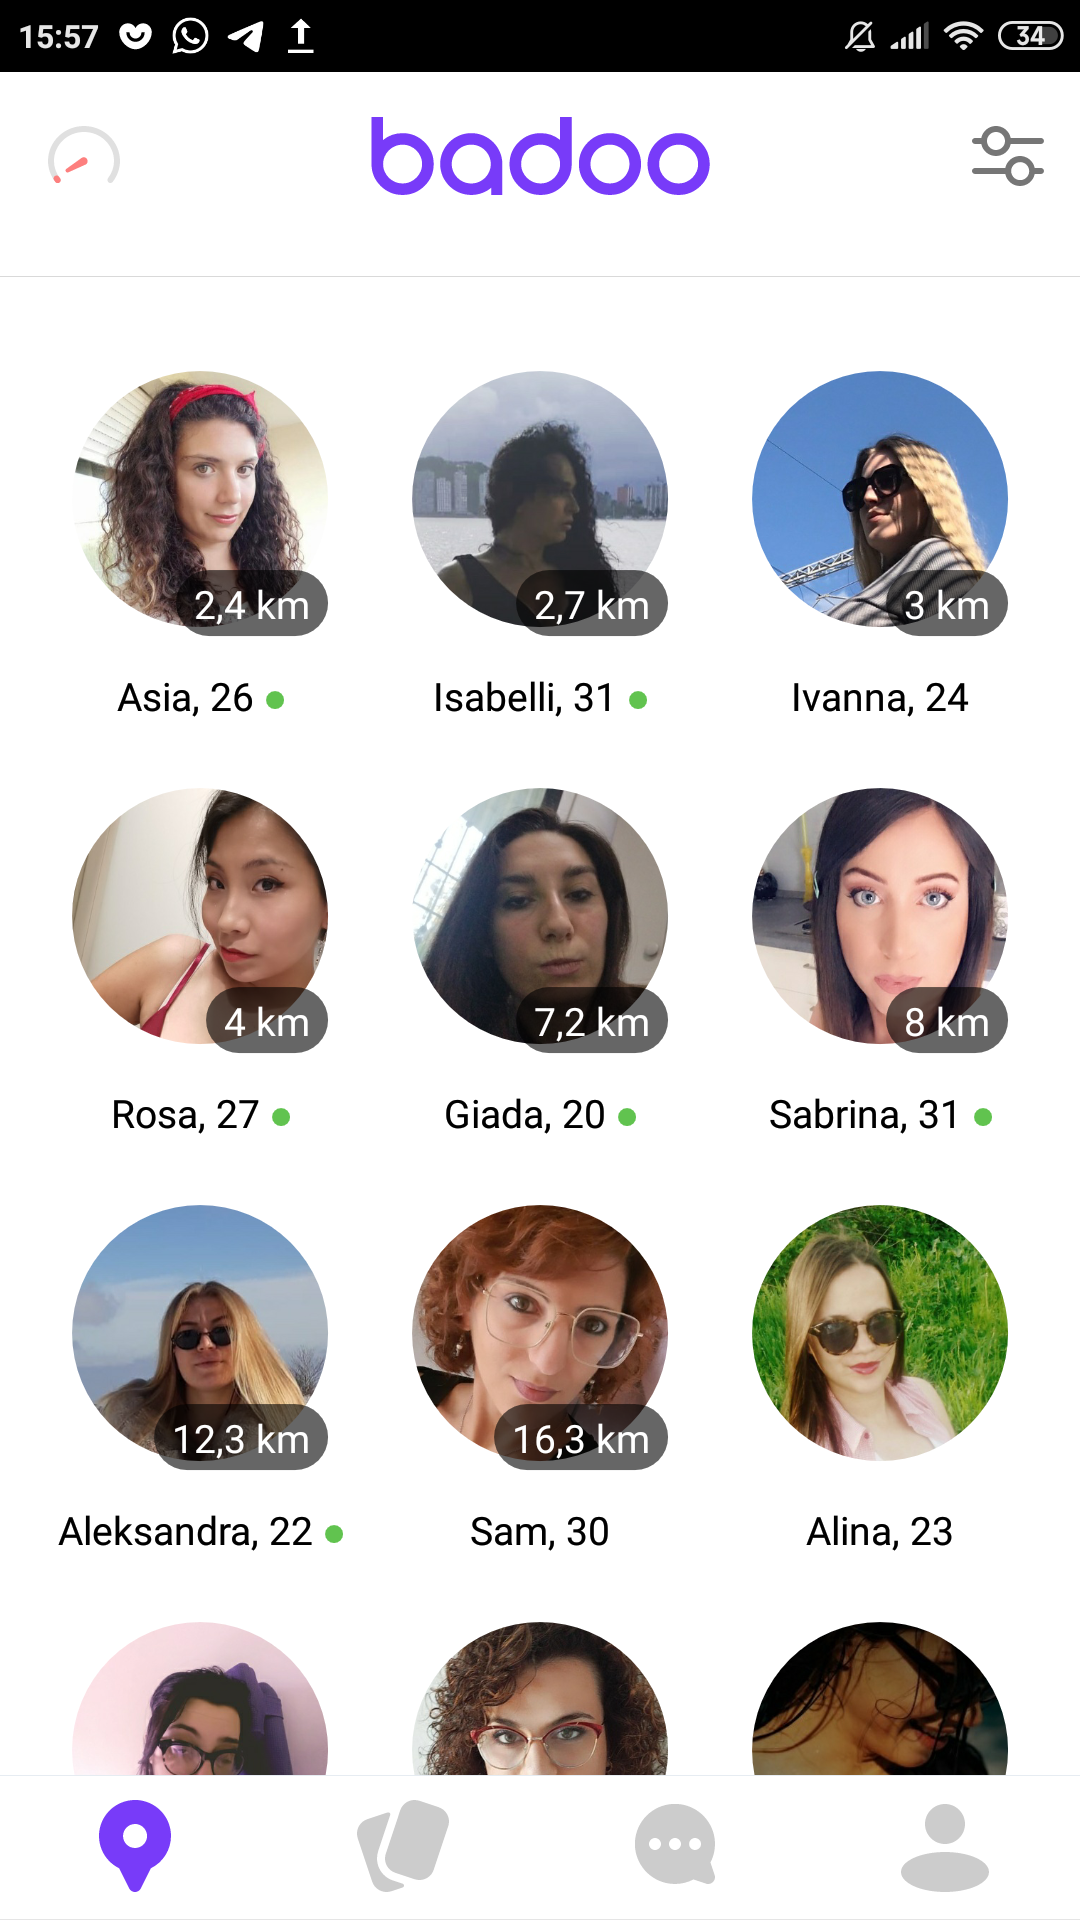 15:57
34
badoo
2,4 km
2,7 km
3 km
Asia, 26
Isabelli, 31
Ivanna, 24
4 km
7,2 km
8 km
Rosa, 27
Giada, 20
Sabrina, 31
12,3 km
16,3 km
Aleksandra, 22
Sam, 30
Alina, 23